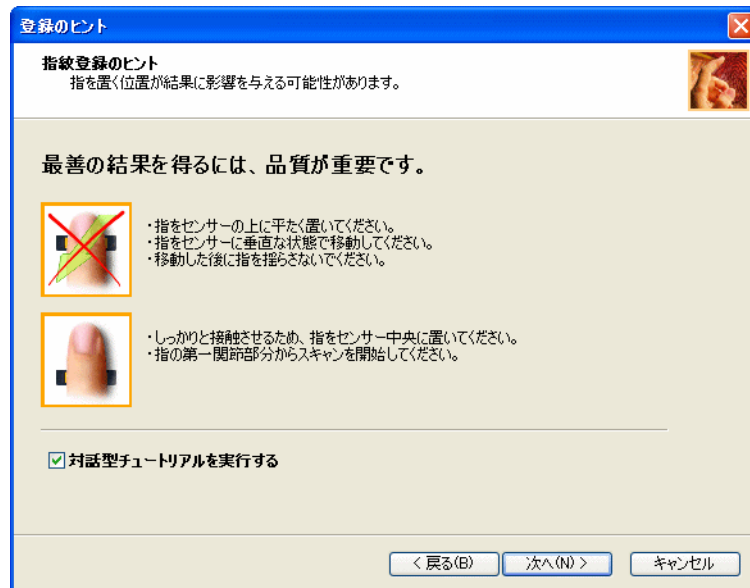 登録のヒント
指紋登録のヒント
指を置く位置が結果に影響を与える可能性があります。
最善の結果を得るには、品質が重要です。
・指をセンサーの上に平たく置いてください。
・指をセンサーに垂直な状態で移動してください。
・移動した後に指を揺らさないでください。
・しっかりと接触させるため、指をセンサー中央に置いてください。
・指の第一関節部分からスキャンを開始してください。
対話型チュートリアルを実行する
< 戻る(B)
次へ(N) >
キャンセル